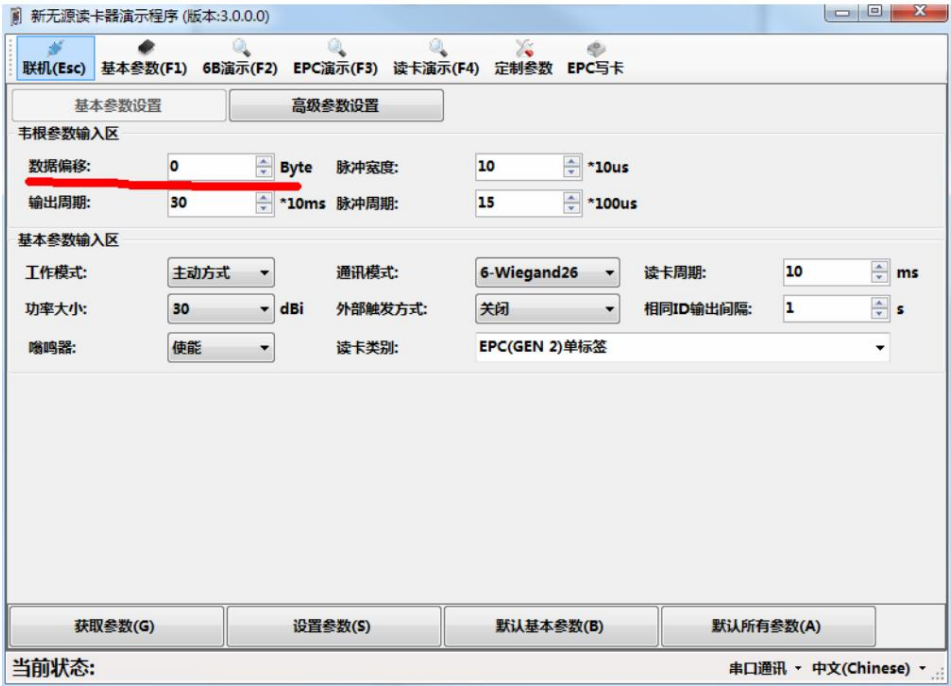 新无源读卡器演示程序 (版本:3.0.0.0)
联机(Esc) 基本参数(F1) 6B演示(F2) EPC演示(F3) 读卡演示(F4) 定制参数 EPC写卡
基本参数设置 高级参数设置
韦根参数输入区
数据偏移: 0 Byte 脉冲宽度: 10 *10us
输出周期: 30 *10ms 脉冲周期: 15 *100us
基本参数输入区
工作模式: 主动方式 通讯模式: 6-Wiegand26 读卡周期: 10 ms
功率大小: 30 dBi 外部触发方式: 关闭 相同ID输出间隔: 1 s
嗡鸣器: 使能 读卡类别: EPC(GEN 2)单标签
获取参数(G) 设置参数(S) 默认基本参数(B) 默认所有参数(A)
当前状态: 串口通讯 中文(Chinese)